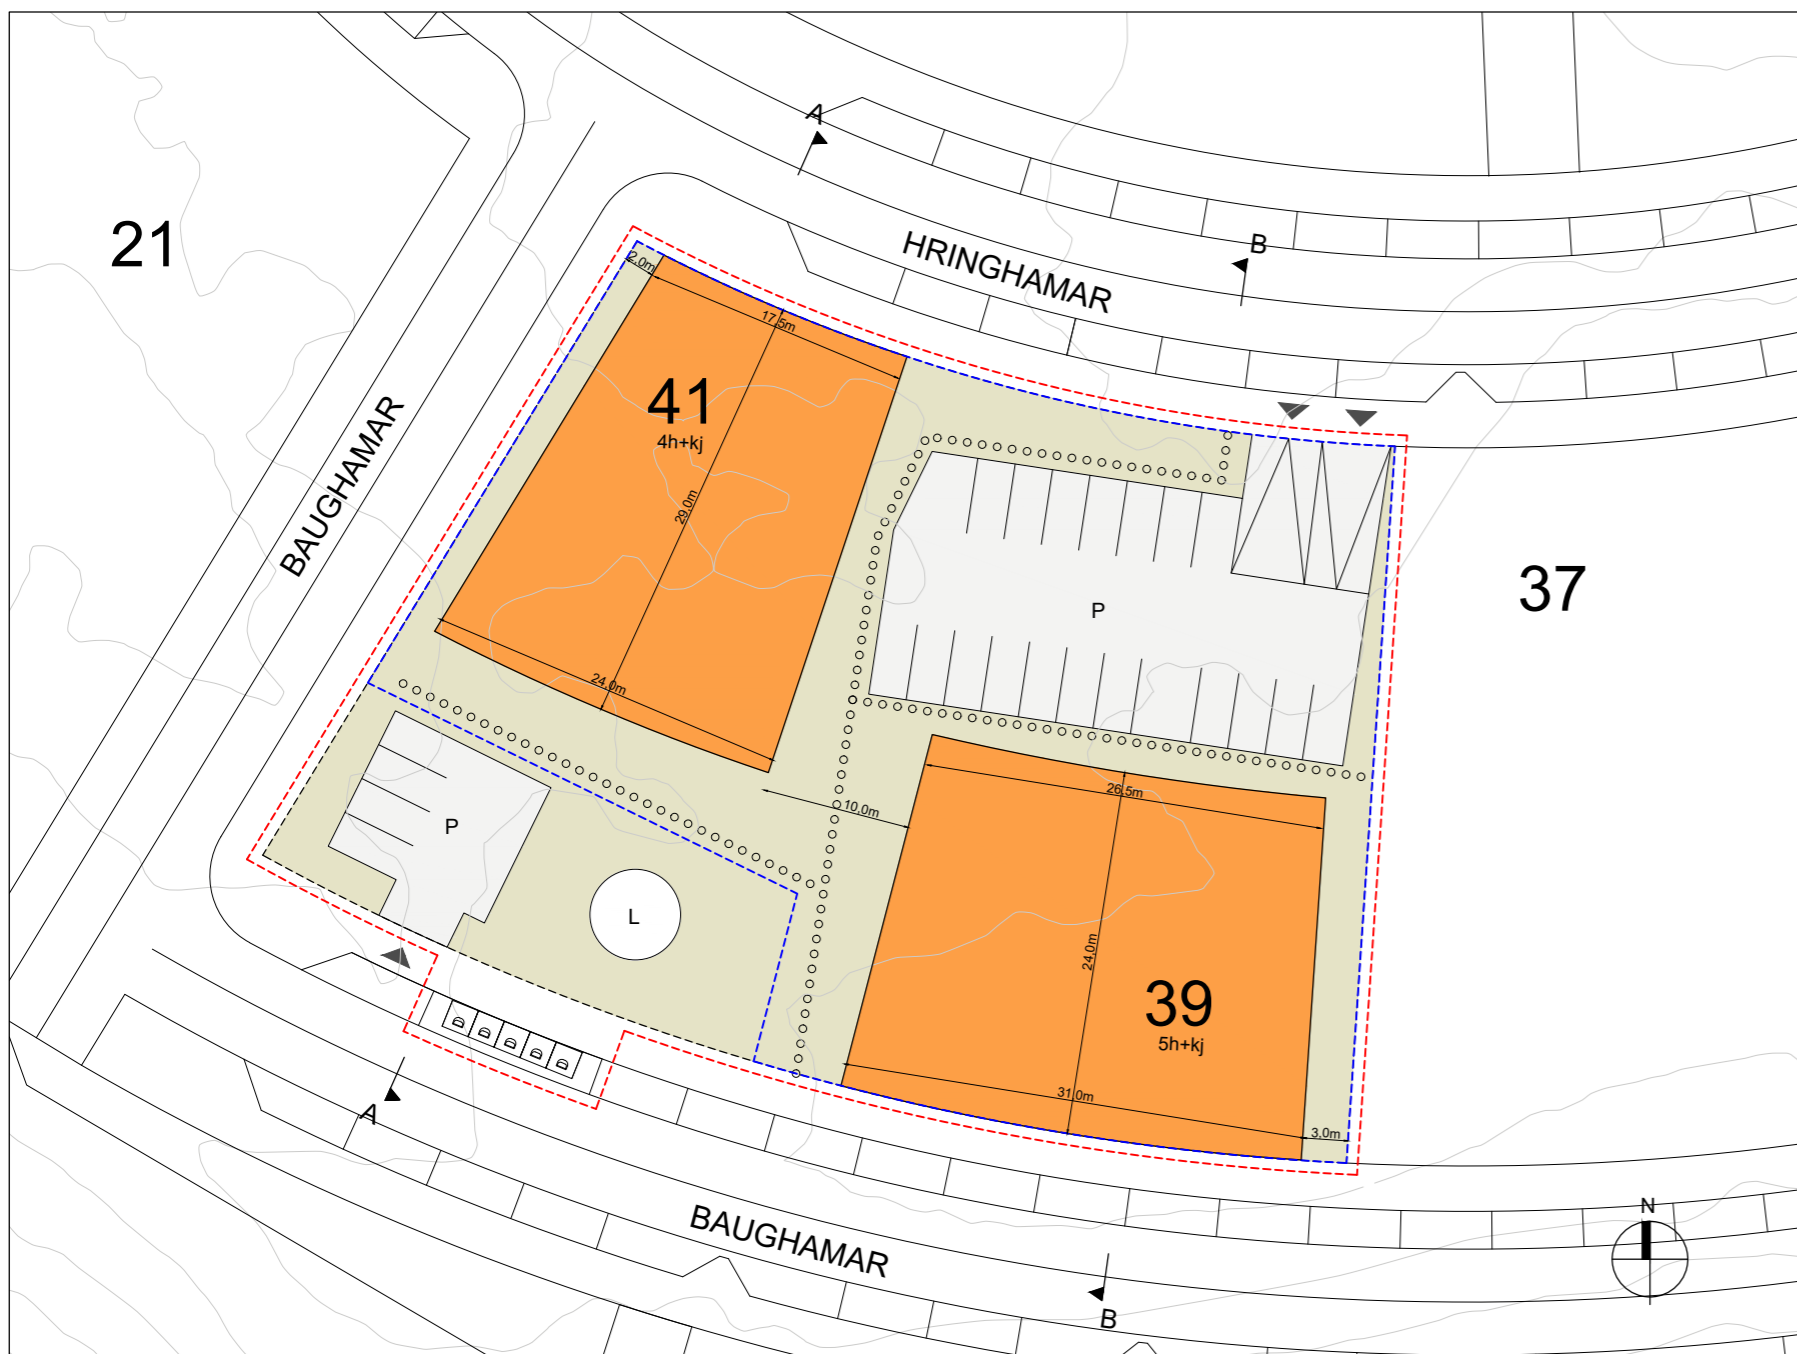 A
21
B
HRINGHAMAR
2,0m
17,5m
41
4h+kj
BAUGHAMAR
29,0m
37
P
24,0m
26,5m
10,0m
P
L
24,0m
39
5h+kj
31,0m
3,0m
A
BAUGHAMAR
N
B